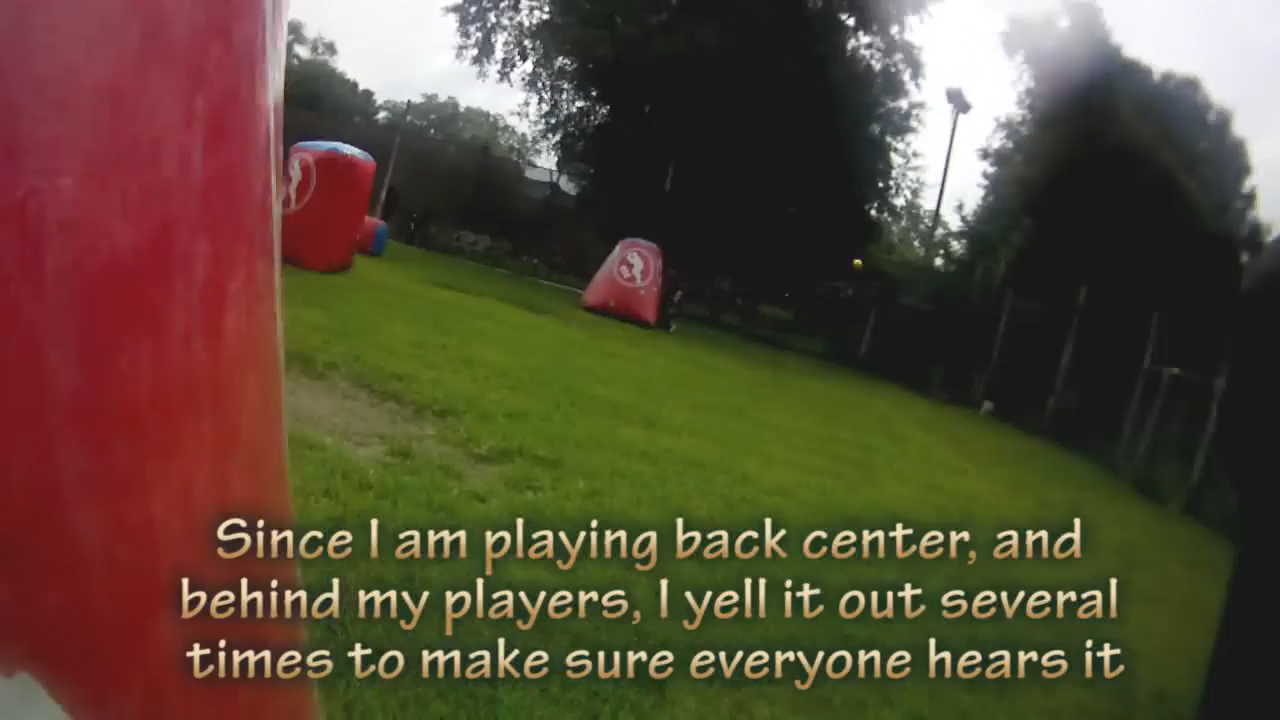 Since I am playing back center, and
behind my players, I yell it out several
times to make sure everyone hears it